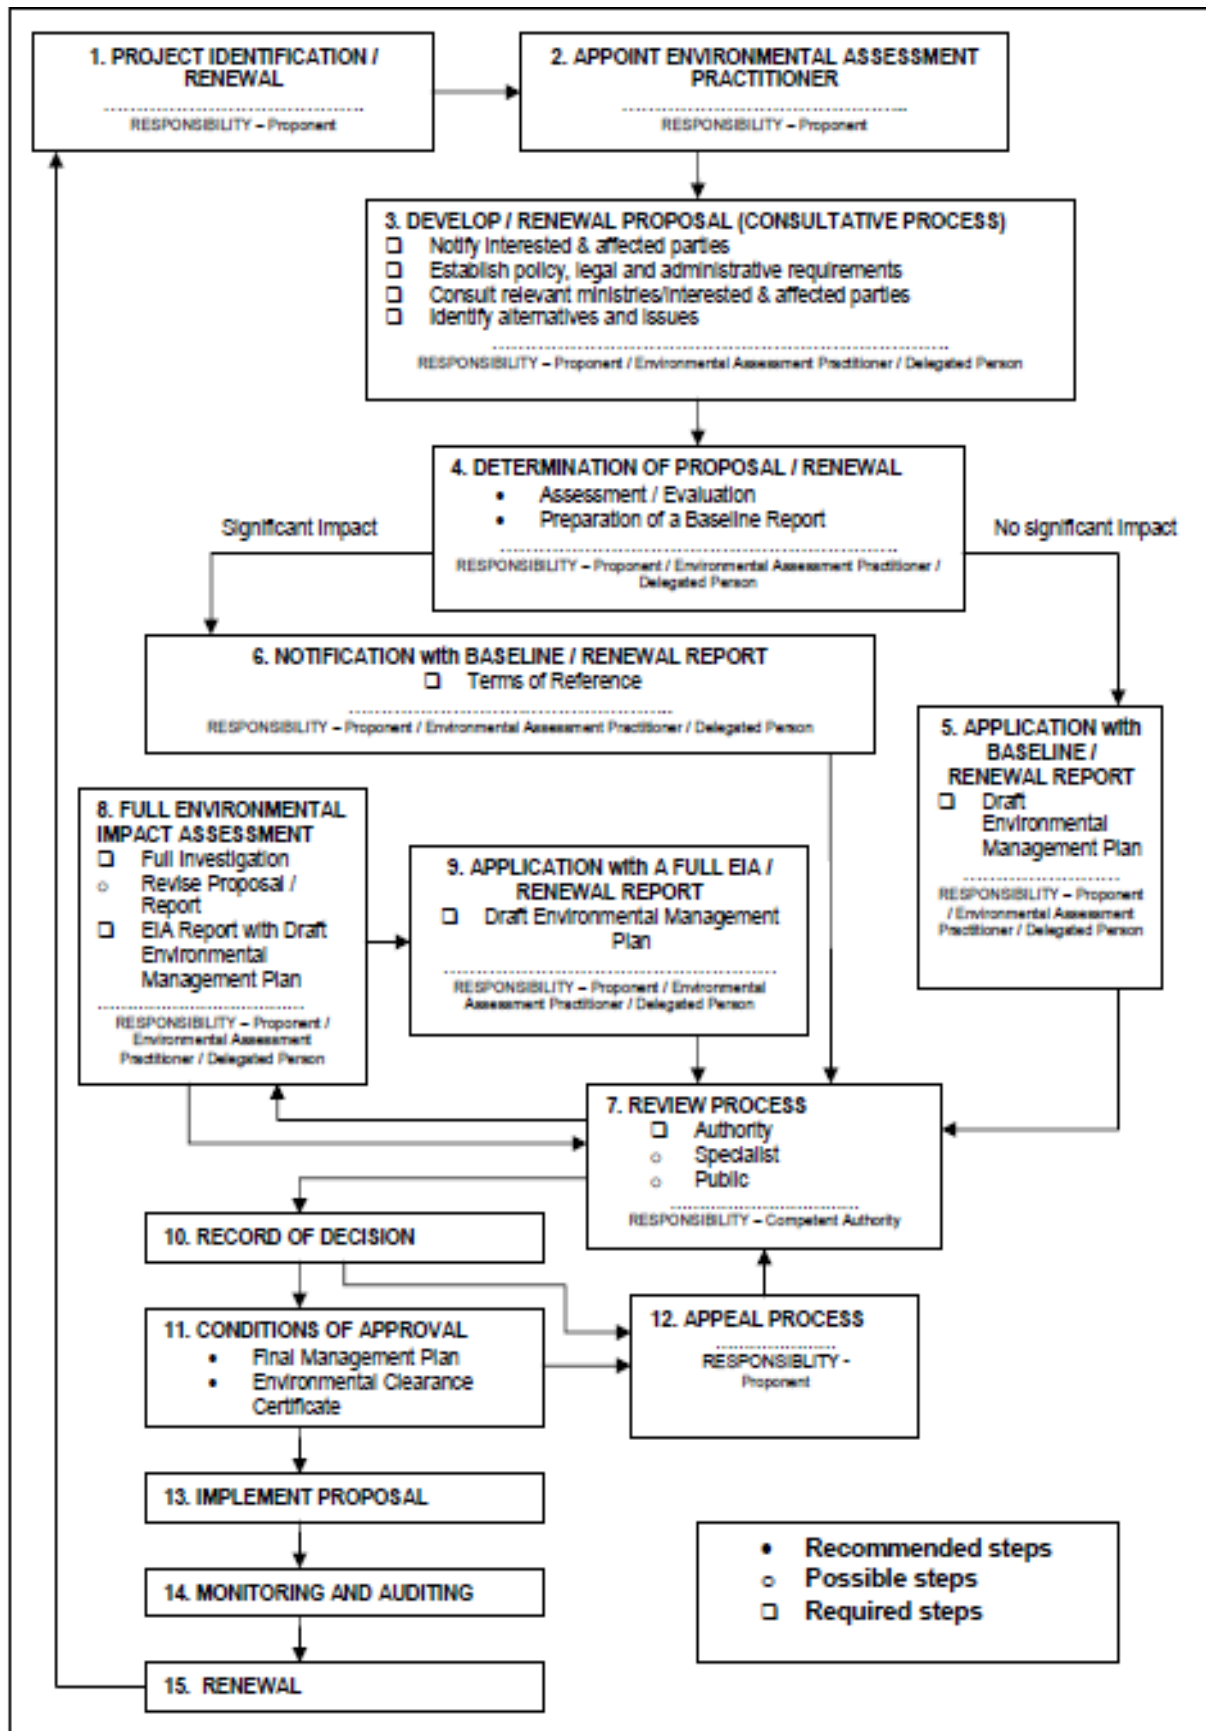 1. PROJECT IDENTIFICATION /
RENEWAL
RESPONSIBILITY – Proponent
2. APPOINT ENVIRONMENTAL ASSESSMENT
PRACTITIONER
RESPONSIBILITY – Proponent
3. DEVELOP / RENEWAL PROPOSAL (CONSULTATIVE PROCESS)
❑ Notify Interested & affected parties
❑ Establish policy, legal and administrative requirements
❑ Consult relevant ministries/Interested & affected parties
❑ Identify alternatives and Issues
RESPONSIBILITY – Proponent / Environmental Assessment Practitioner / Delegated Person
4. DETERMINATION OF PROPOSAL / RENEWAL
• Assessment / Evaluation
• Preparation of a Baseline Report
RESPONSIBILITY – Proponent / Environmental Assessment Practitioner /
Delegated Person
Significant Impact
No significant Impact
6. NOTIFICATION with BASELINE / RENEWAL REPORT
❑ Terms of Reference
RESPONSIBILITY – Proponent / Environmental Assessment Practitioner / Delegated Person
5. APPLICATION with
BASELINE /
RENEWAL REPORT
❑ Draft
Environmental
Management Plan
RESPONSIBILITY – Proponent
/ Environmental Assessment
Practitioner / Delegated Person
8. FULL ENVIRONMENTAL
IMPACT ASSESSMENT
❑ Full Investigation
o Revise Proposal /
Report
❑ EIA Report with Draft
Environmental
Management Plan
RESPONSIBILITY – Proponent /
Environmental Assessment
Practitioner / Delegated Person
9. APPLICATION with A FULL EIA /
RENEWAL REPORT
❑ Draft Environmental Management
Plan
RESPONSIBILITY – Proponent / Environmental
Assessment Practitioner / Delegated Person
7. REVIEW PROCESS
❑ Authority
o Specialist
o Public
RESPONSIBILITY – Competent Authority
10. RECORD OF DECISION
11. CONDITIONS OF APPROVAL
• Final Management Plan
• Environmental Clearance
Certificate
12. APPEAL PROCESS
RESPONSIBLITY -
Proponent
13. IMPLEMENT PROPOSAL
14. MONITORING AND AUDITING
15. RENEWAL
• Recommended steps
o Possible steps
❑ Required steps